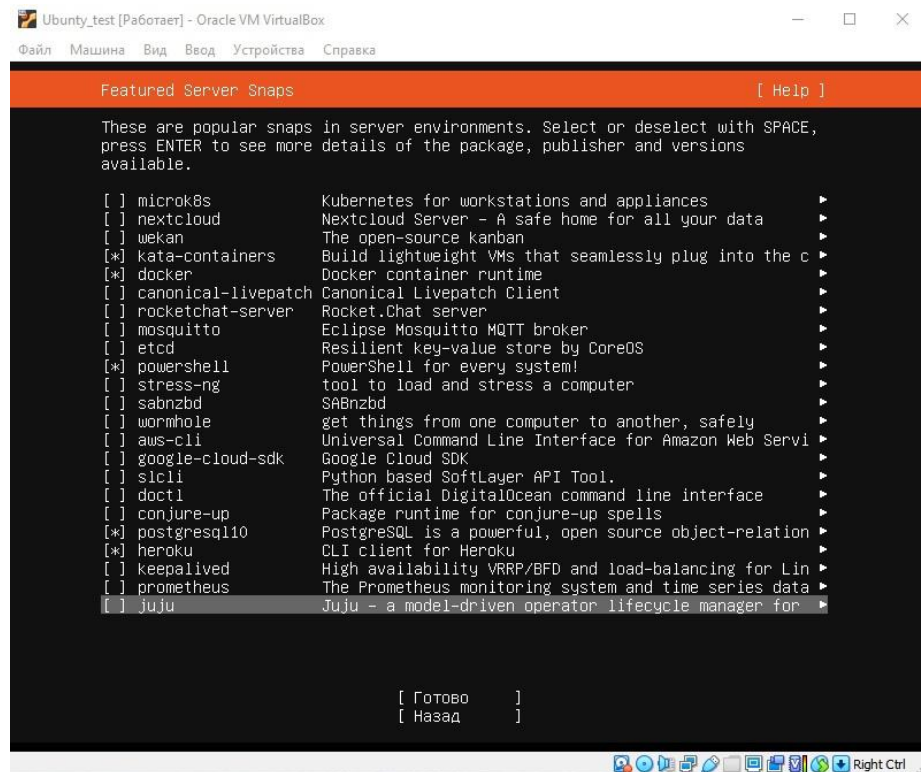 Ubunty_test [Работает] - Oracle VM VirtualBox
Файл Машина Вид Ввод Устройства Справка
Featured Server Snaps [ Help ]
These are popular snaps in server environments. Select or deselect with SPACE,
press ENTER to see more details of the package, publisher and versions
available.
[ ] microk8s Kubernetes for workstations and appliances ▸
[ ] nextcloud Nextcloud Server - A safe home for all your data ▸
[ ] wekan The open-source kanban ▸
[*] kata-containers Build lightweight VMs that seamlessly plug into the c ▸
[*] docker Docker container runtime ▸
[ ] canonical-livepatch Canonical Livepatch Client ▸
[ ] rocketchat-server Rocket.Chat server ▸
[ ] mosquitto Eclipse Mosquitto MQTT broker ▸
[ ] etcd Resilient key-value store by CoreOS ▸
[*] powershell PowerShell for every system! ▸
[ ] stress-ng tool to load and stress a computer ▸
[ ] sabnzbd SABnzbd ▸
[ ] wormhole get things from one computer to another, safely ▸
[ ] aws-cli Universal Command Line Interface for Amazon Web Servi ▸
[ ] google-cloud-sdk Google Cloud SDK ▸
[ ] slcli Python based SoftLayer API Tool. ▸
[ ] doctl The official DigitalOcean command line interface ▸
[ ] conjure-up Package runtime for conjure-up spells ▸
[*] postgresql10 PostgreSQL is a powerful, open source object-relation ▸
[*] heroku CLI client for Heroku ▸
[ ] keepalived High availability VRRP/BFD and load-balancing for Lin ▸
[ ] prometheus The Prometheus monitoring system and time series data ▸
[ ] juju Juju - a model-driven operator lifecycle manager for ▸
[ Готово ]
[ Назад ]
Right Ctrl